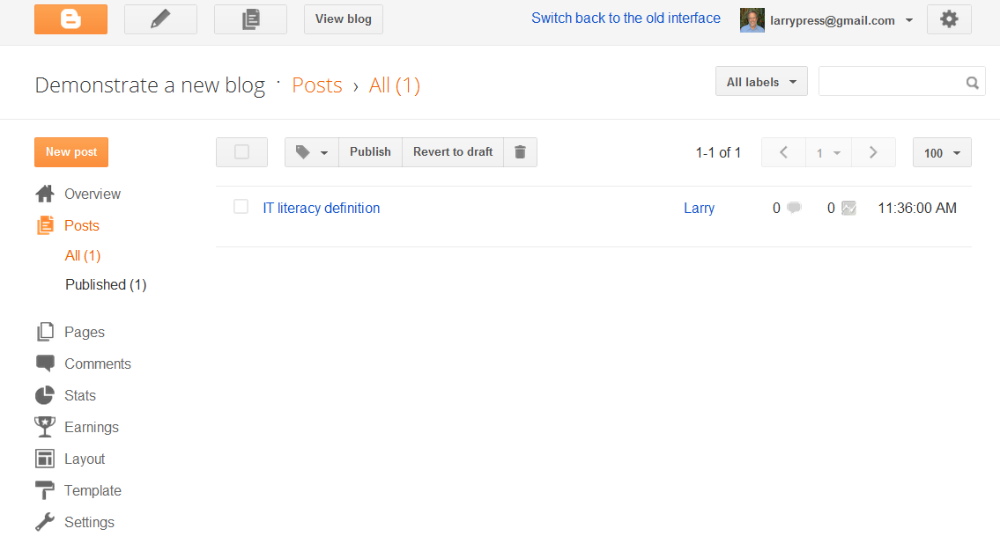 View blog
Switch back to the old interface
larrypress@gmail.com
Demonstrate a new blog · Posts › All (1)
All labels
New post
Publish
Revert to draft
1-1 of 1
1
100
Overview
IT literacy definition
Larry
0
0
11:36:00 AM
Posts
All (1)
Published (1)
Pages
Comments
Stats
Earnings
Layout
Template
Settings